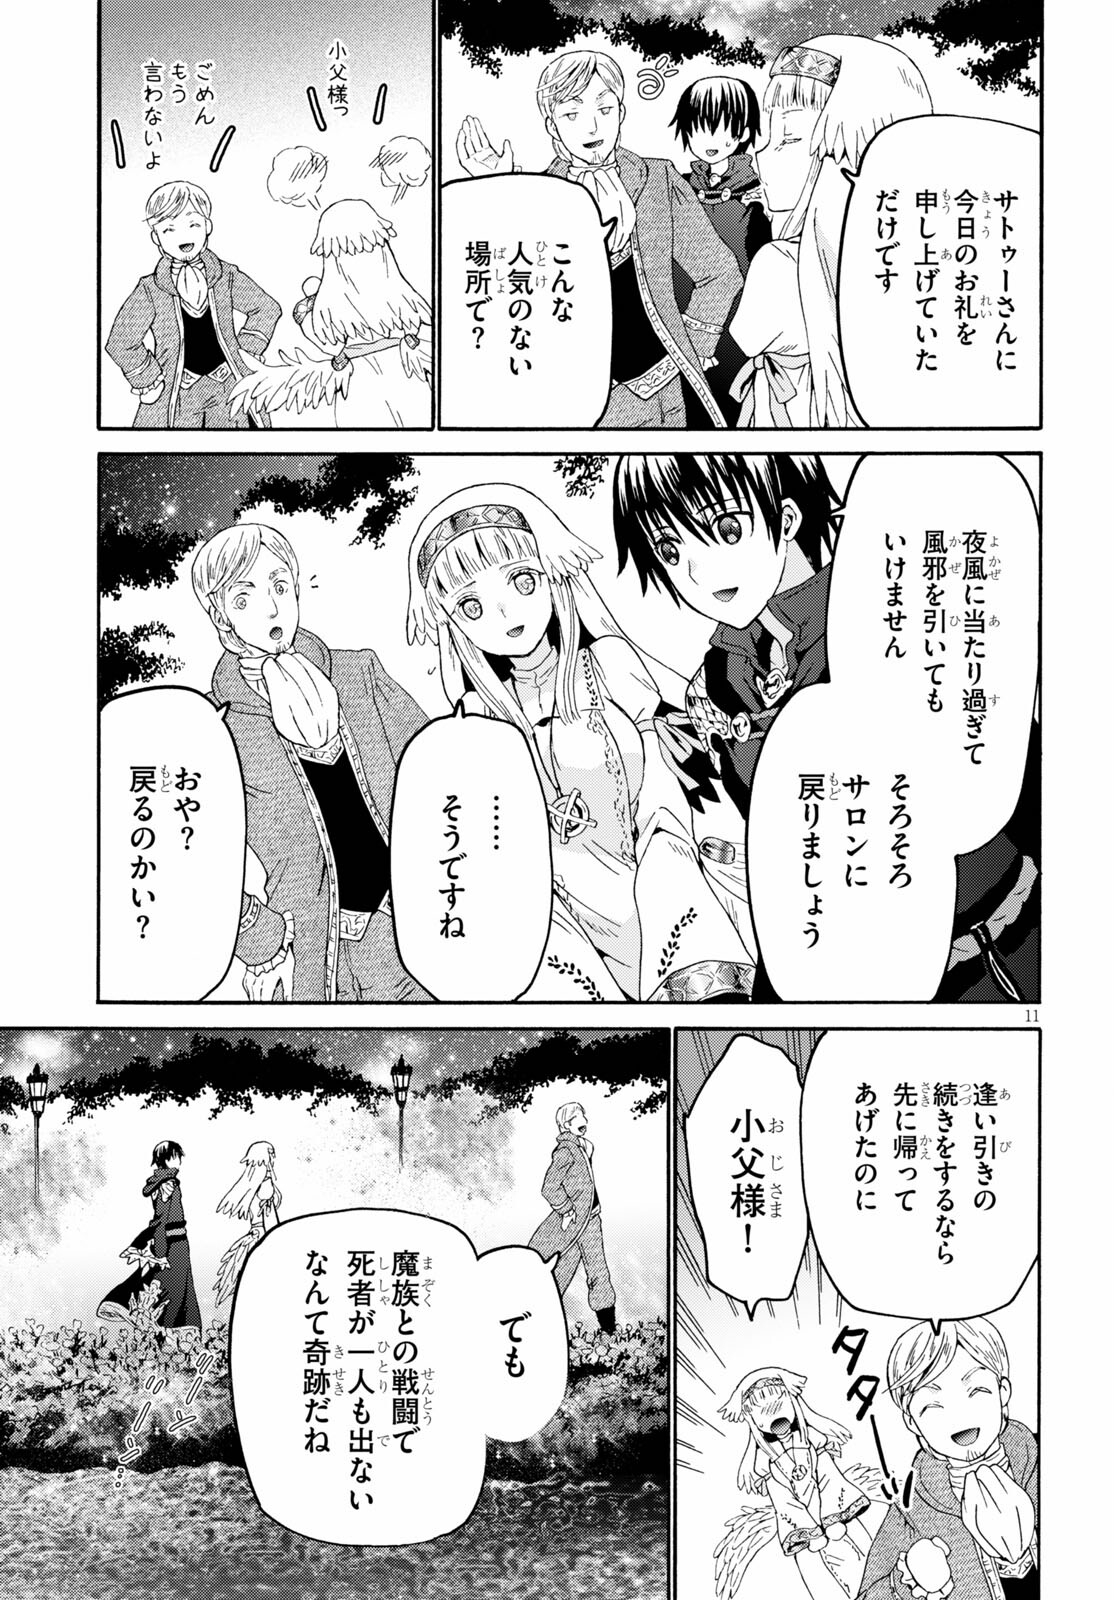 サトゥーさんに
今日のお礼を
申し上げていた
だけです
こんな
人気のない
場所で?
小父様っ
ごめん
もう
言わないよ
夜風に当たり過ぎて
風邪を引いても
いけません
そろそろ
サロンに
戻りましょう
……
そうですね
おや?
戻るのかい?
11
逢い引きの
続きをするなら
先に帰って
あげたのに
小父様!
タタッ
でも
魔族との戦闘で
死者が一人も出ない
なんて奇跡だね